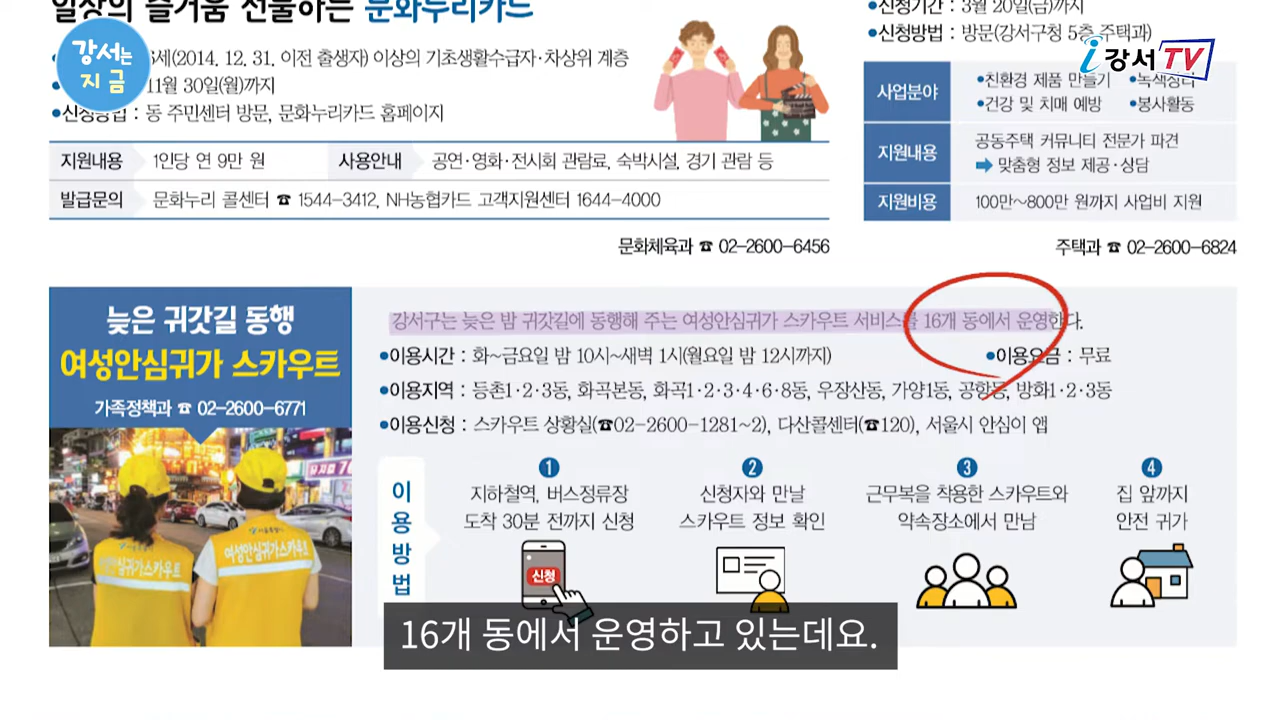 일상의 즐거움 선물하는 문화누리카드
강서는
지금
6세(2014. 12. 31. 이전 출생자) 이상의 기초생활수급자·차상위 계층
11월 30일(월)까지
•신청방법 : 동 주민센터 방문, 문화누리카드 홈페이지
지원내용 1인당 연 9만 원 사용안내 공연·영화·전시회 관람료, 숙박시설, 경기 관람 등
발급문의 문화누리 콜센터 ☎ 1544-3412, NH농협카드 고객지원센터 1644-4000
문화체육과 ☎ 02-2600-6456
•신청기간 : 3월 20일(금)까지
•신청방법 : 방문(강서구청 5층 주택과)
i강서TV
사업분야
•친환경 제품 만들기 •녹색장터
•건강 및 치매 예방 •봉사활동
지원내용
공동주택 커뮤니티 전문가 파견
➡ 맞춤형 정보 제공·상담
지원비용 100만~800만 원까지 사업비 지원
주택과 ☎ 02-2600-6824
늦은 귀갓길 동행
여성안심귀가 스카우트
가족정책과 ☎ 02-2600-6771
여성안심귀가스카우트
여성안심귀가스카우트
강서구는 늦은 밤 귀갓길에 동행해 주는 여성안심귀가 스카우트 서비스를 16개 동에서 운영한다.
•이용시간 : 화~금요일 밤 10시~새벽 1시(월요일 밤 12시까지) •이용요금 : 무료
•이용지역 : 등촌1·2·3동, 화곡본동, 화곡1·2·3·4·6·8동, 우장산동, 가양1동, 공항동, 방화1·2·3동
•이용신청 : 스카우트 상황실(☎02-2600-1281~2), 다산콜센터(☎120), 서울시 안심이 앱
이용방법
1
지하철역, 버스정류장
도착 30분 전까지 신청
신청
2
신청자와 만날
스카우트 정보 확인
3
근무복을 착용한 스카우트와
약속장소에서 만남
4
집 앞까지
안전 귀가
16개 동에서 운영하고 있는데요.